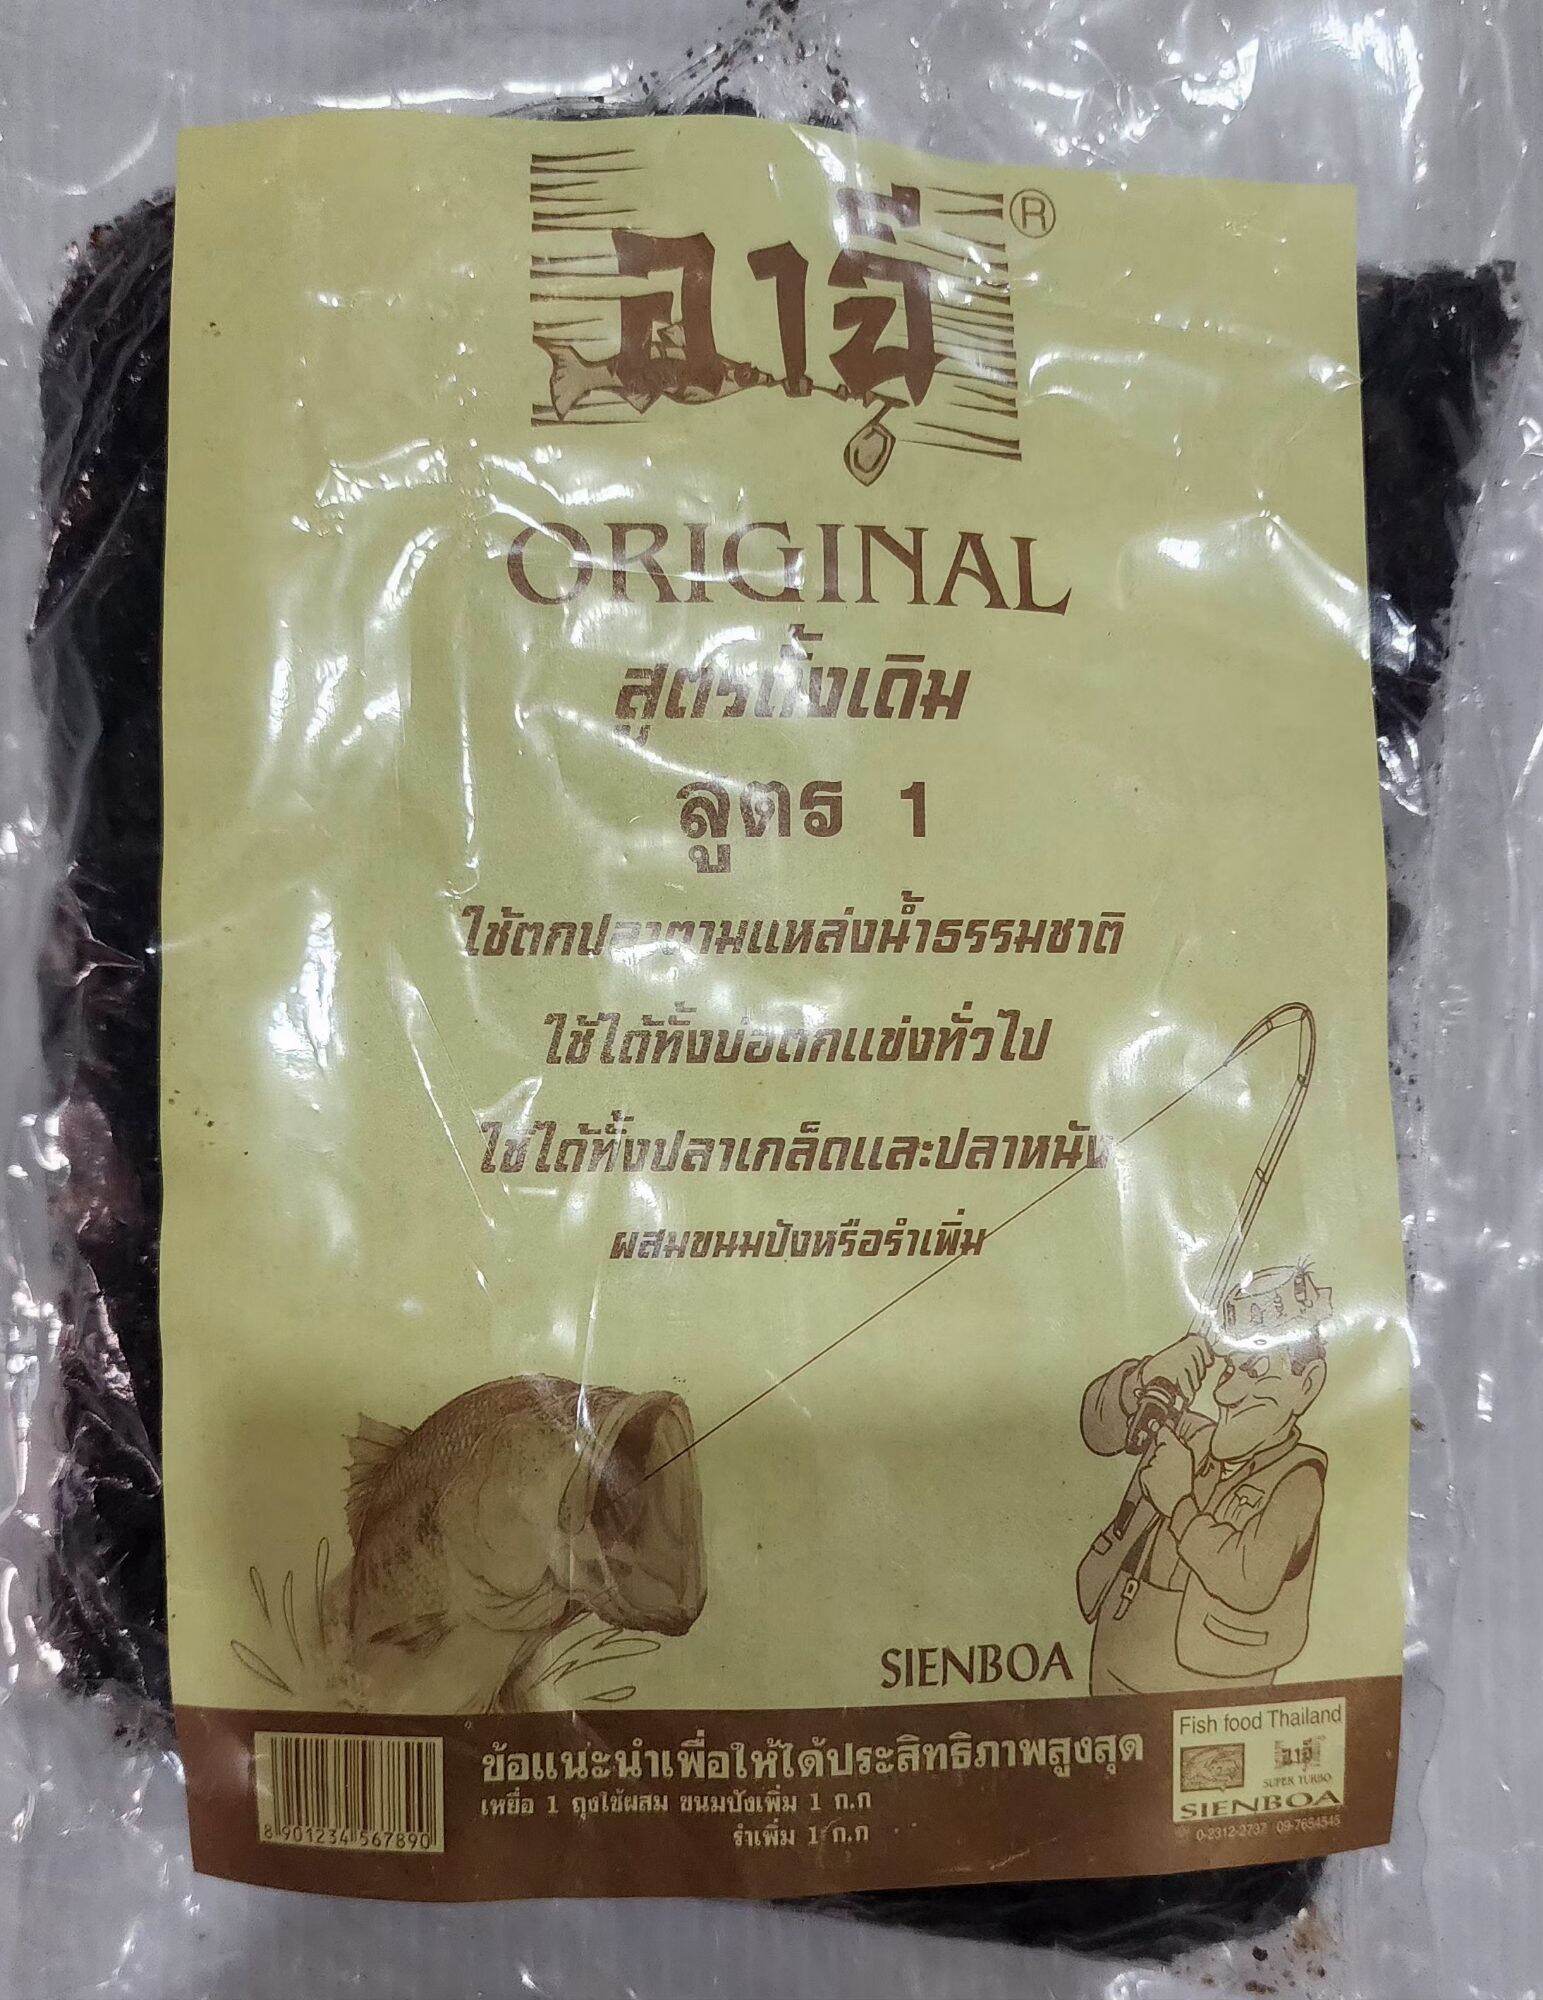 อาจี
®
ORIGINAL
สูตรดั้งเดิม
สูตร 1
ใช้ตกปลาตามแหล่งน้ำธรรมชาติ
ใช้ได้ทั้งบ่อตกแข่งทั่วไป
ใช้ได้ทั้งปลาเกล็ดและปลาหนัง
ผสมขนมปังหรือรำเพิ่ม
SIENBOA
ข้อแนะนำเพื่อให้ได้ประสิทธิภาพสูงสุด
เหยื่อ 1 ถุงใช้ผสม ขนมปังเพิ่ม 1 ก.ก
รำเพิ่ม 1 ก.ก
8 901234 567890
Fish food Thailand
อาจี
SUPER TURBO
SIENBOA
0-2312-2737 09-7654545